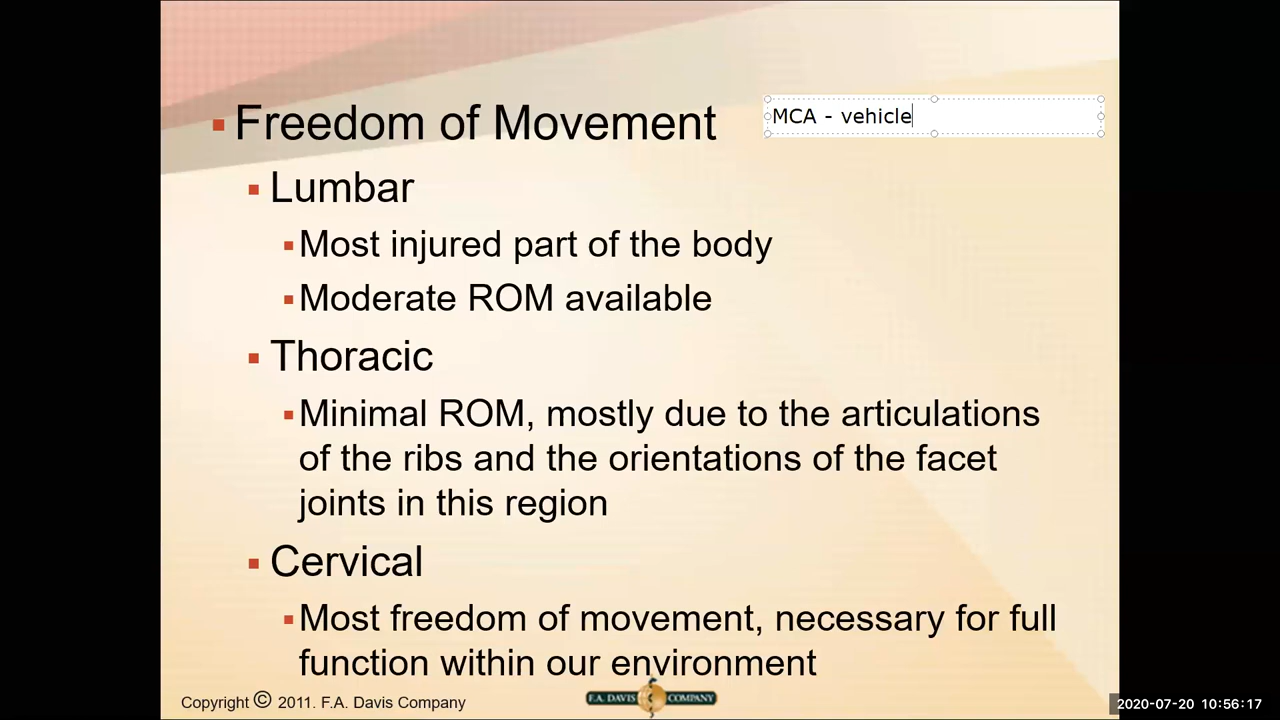 Freedom of Movement
MCA - vehicle
Lumbar
Most injured part of the body
Moderate ROM available
Thoracic
Minimal ROM, mostly due to the articulations
of the ribs and the orientations of the facet
joints in this region
Cervical
Most freedom of movement, necessary for full
function within our environment
Copyright © 2011. F.A. Davis Company
F.A. DAVIS COMPANY
2020-07-20 10:56:17